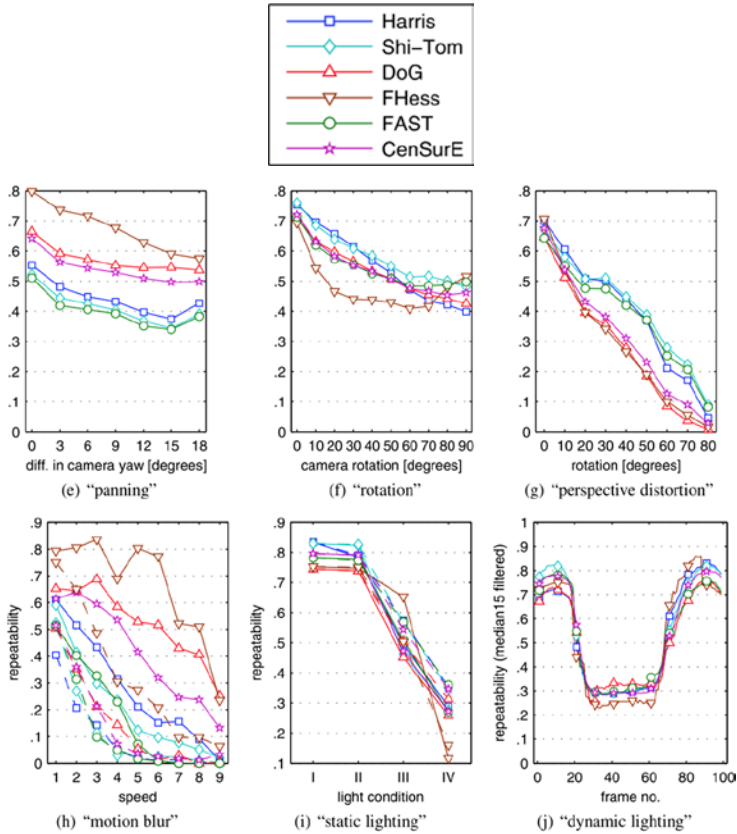 Harris
Shi-Tom
DoG
FHess
FAST
CenSurE
.8
.7
.6
.5
.4
.3
.2
.1
0
0 3 6 9 12 15 18
diff. in camera yaw [degrees]
(e) "panning"
.8
.7
.6
.5
.4
.3
.2
.1
0
0 10 20 30 40 50 60 70 80 90
camera rotation [degrees]
(f) "rotation"
.8
.7
.6
.5
.4
.3
.2
.1
0
0 10 20 30 40 50 60 70 80
rotation [degrees]
(g) "perspective distortion"
repeatability
.9
.8
.7
.6
.5
.4
.3
.2
.1
0
1 2 3 4 5 6 7 8 9
speed
(h) "motion blur"
repeatability
.9
.8
.7
.6
.5
.4
.3
.2
.1
I II III IV
light condition
(i) "static lighting"
repeatability (median15 filtered)
.9
.8
.7
.6
.5
.4
.3
.2
.1
0
0 20 40 60 80 100
frame no.
(j) "dynamic lighting"